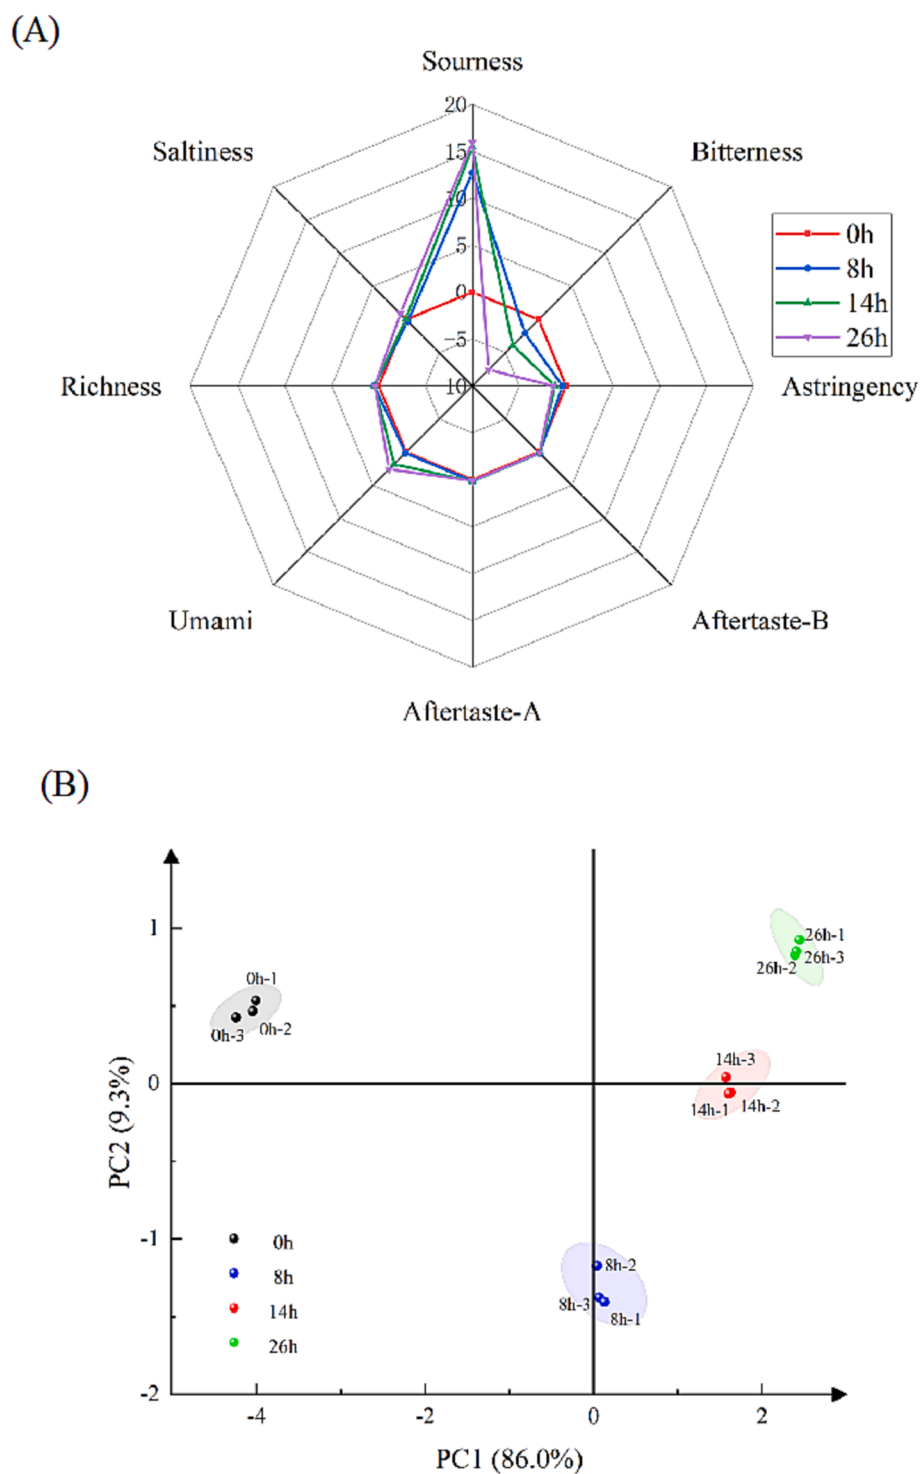 (A)
Sourness
Saltiness
Bitterness
20
15
10
5
0
-5
10
0h
8h
14h
26h
Richness
Astringency
Umami
Aftertaste-B
Aftertaste-A
(B)
1
0
-1
-2
PC2 (9.3%)
0h-1
0h-3
0h-2
26h-1
26h-2
26h-3
14h-3
14h-1
14h-2
8h-2
8h-3
8h-1
0h
8h
14h
26h
-4
-2
0
2
PC1 (86.0%)